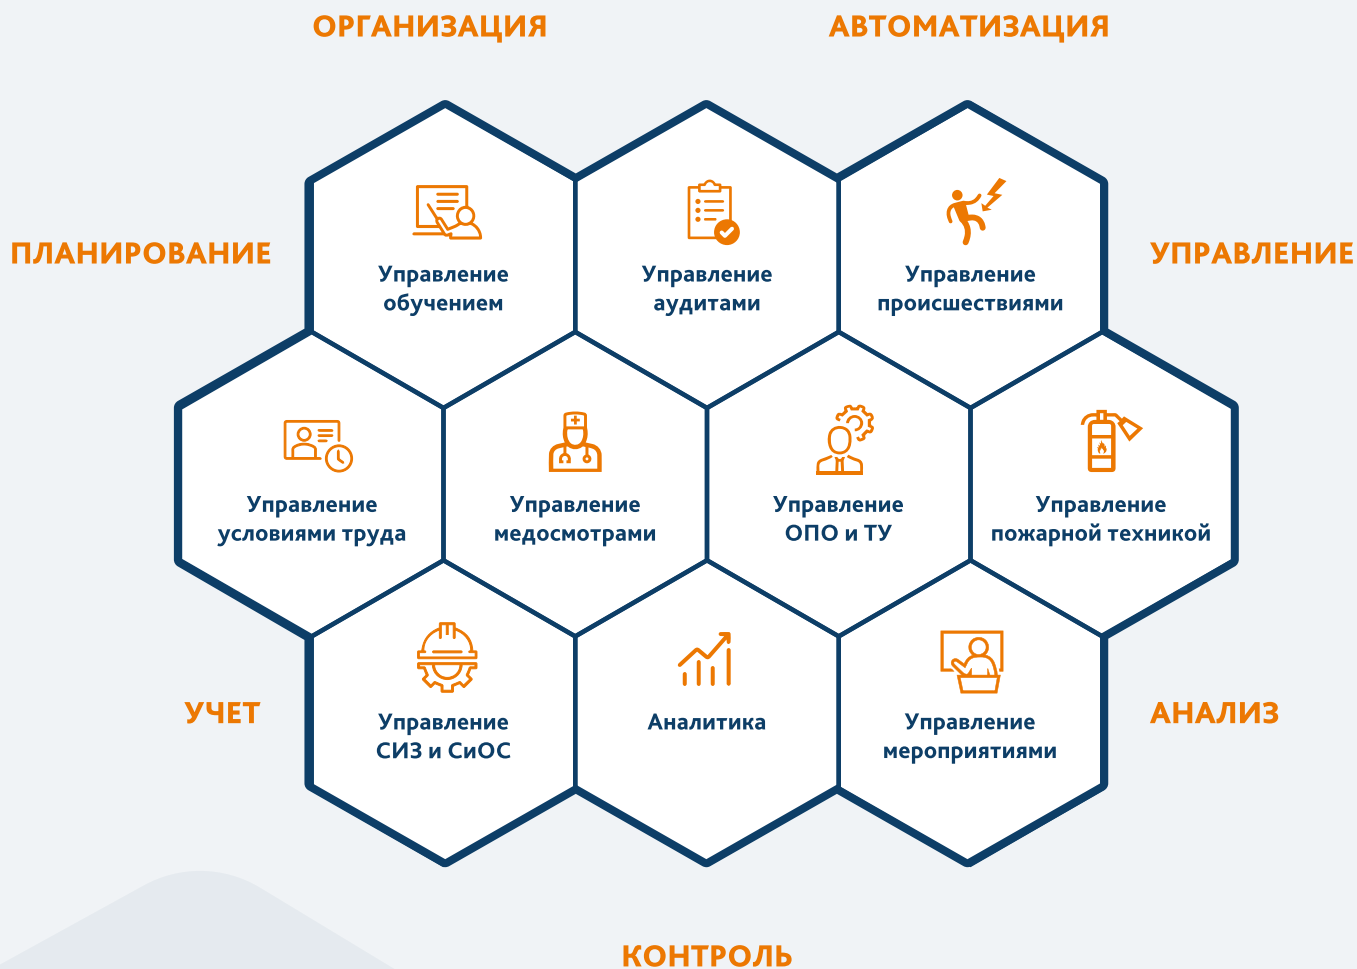 ОРГАНИЗАЦИЯ
АВТОМАТИЗАЦИЯ
ПЛАНИРОВАНИЕ
УПРАВЛЕНИЕ
Управление
обучением
Управление
аудитами
Управление
происшествиями
Управление
условиями труда
Управление
медосмотрами
Управление
ОПО и ТУ
Управление
пожарной техникой
УЧЕТ
АНАЛИЗ
Управление
СИЗ и СиОС
Аналитика
Управление
мероприятиями
КОНТРОЛЬ